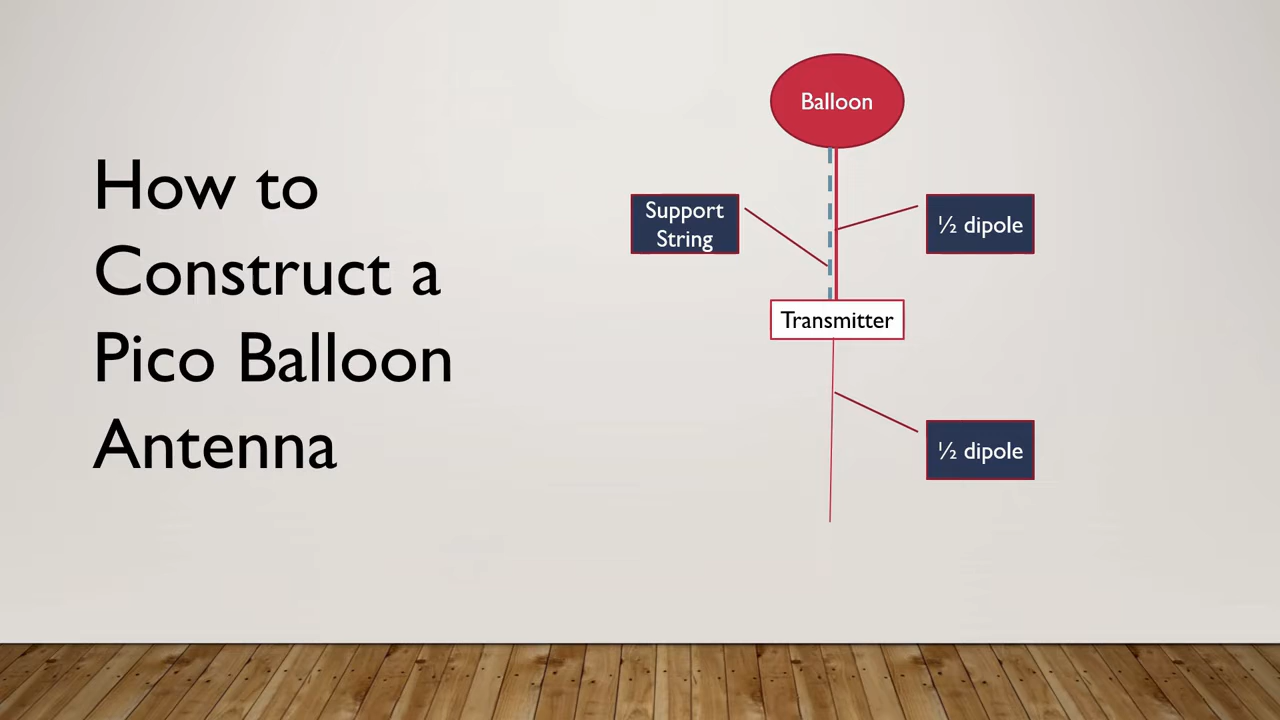 How to
Construct a
Pico Balloon
Antenna
Balloon
Support
String
½ dipole
Transmitter
½ dipole